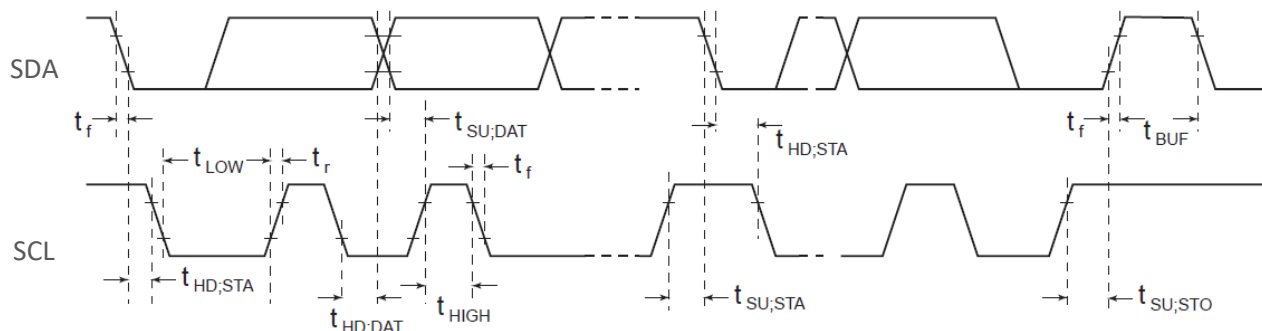 SDA
t f
t SU;DAT
t HD;STA
t f
t BUF
t LOW
t r
t f
SCL
t HD;STA
t HD;DAT
t HIGH
t SU;STA
t SU;STO